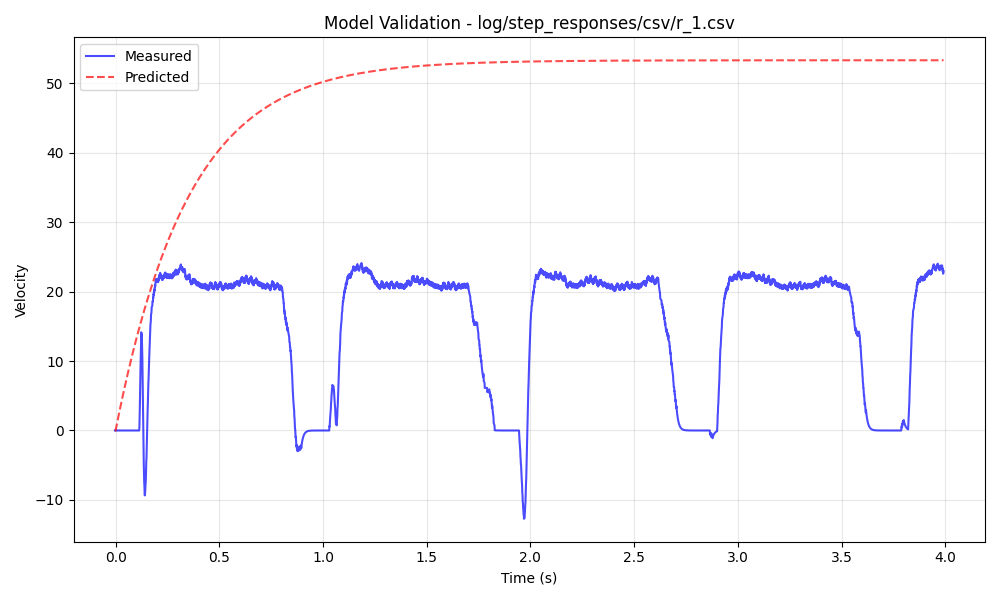 Model Validation - log/step_responses/csv/r_1.csv
Measured
Predicted
50
40
30
20
10
0
−10
Velocity
0.0 0.5 1.0 1.5 2.0 2.5 3.0 3.5 4.0
Time (s)